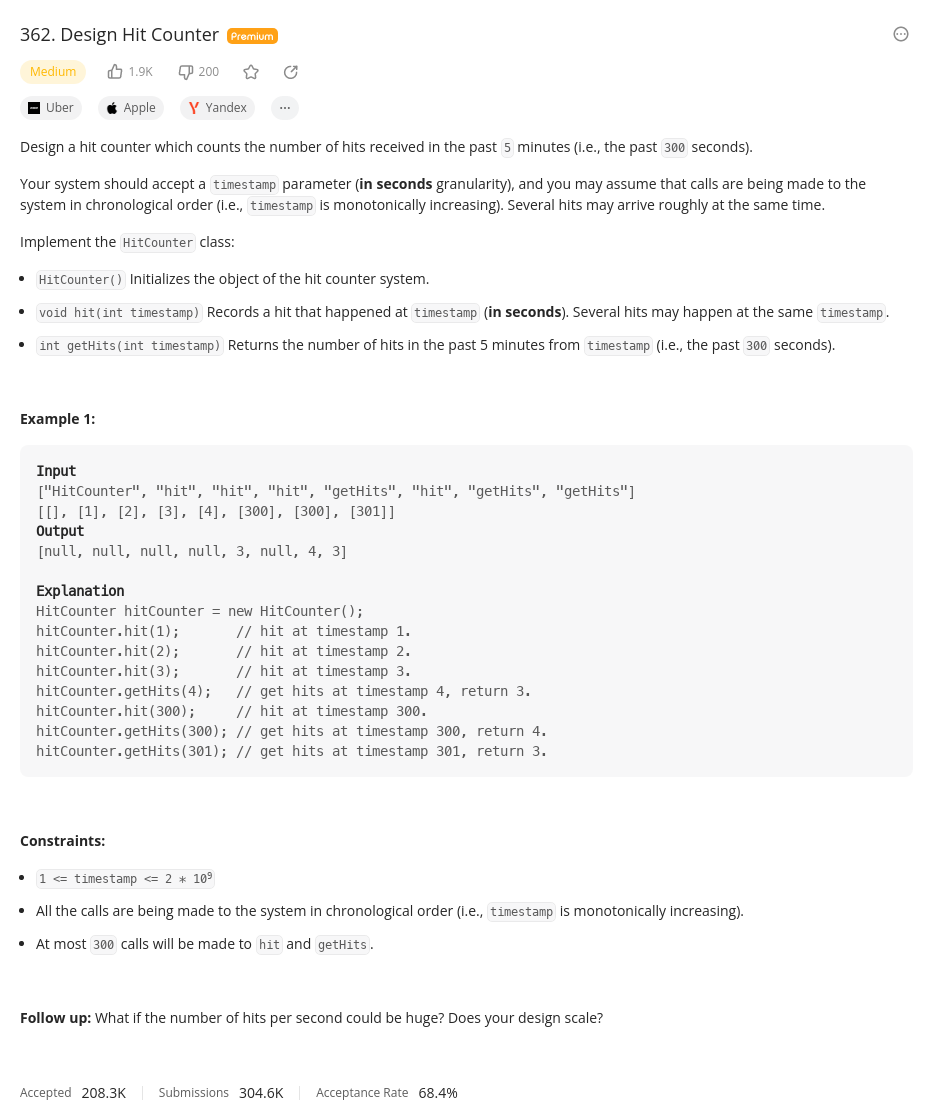 362. Design Hit Counter Premium
Medium 1.9K 200
Uber Apple Yandex ...
Design a hit counter which counts the number of hits received in the past 5 minutes (i.e., the past 300 seconds).
Your system should accept a timestamp parameter (in seconds granularity), and you may assume that calls are being made to the
system in chronological order (i.e., timestamp is monotonically increasing). Several hits may arrive roughly at the same time.
Implement the HitCounter class:
• HitCounter() Initializes the object of the hit counter system.
• void hit(int timestamp) Records a hit that happened at timestamp (in seconds). Several hits may happen at the same timestamp.
• int getHits(int timestamp) Returns the number of hits in the past 5 minutes from timestamp (i.e., the past 300 seconds).
Example 1:
Input
["HitCounter", "hit", "hit", "hit", "getHits", "hit", "getHits", "getHits"]
[[], [1], [2], [3], [4], [300], [300], [301]]
Output
[null, null, null, null, 3, null, 4, 3]
Explanation
HitCounter hitCounter = new HitCounter();
hitCounter.hit(1);       // hit at timestamp 1.
hitCounter.hit(2);       // hit at timestamp 2.
hitCounter.hit(3);       // hit at timestamp 3.
hitCounter.getHits(4);   // get hits at timestamp 4, return 3.
hitCounter.hit(300);     // hit at timestamp 300.
hitCounter.getHits(300); // get hits at timestamp 300, return 4.
hitCounter.getHits(301); // get hits at timestamp 301, return 3.
Constraints:
• 1 <= timestamp <= 2 * 10⁹
• All the calls are being made to the system in chronological order (i.e., timestamp is monotonically increasing).
• At most 300 calls will be made to hit and getHits.
Follow up: What if the number of hits per second could be huge? Does your design scale?
Accepted 208.3K Submissions 304.6K Acceptance Rate 68.4%